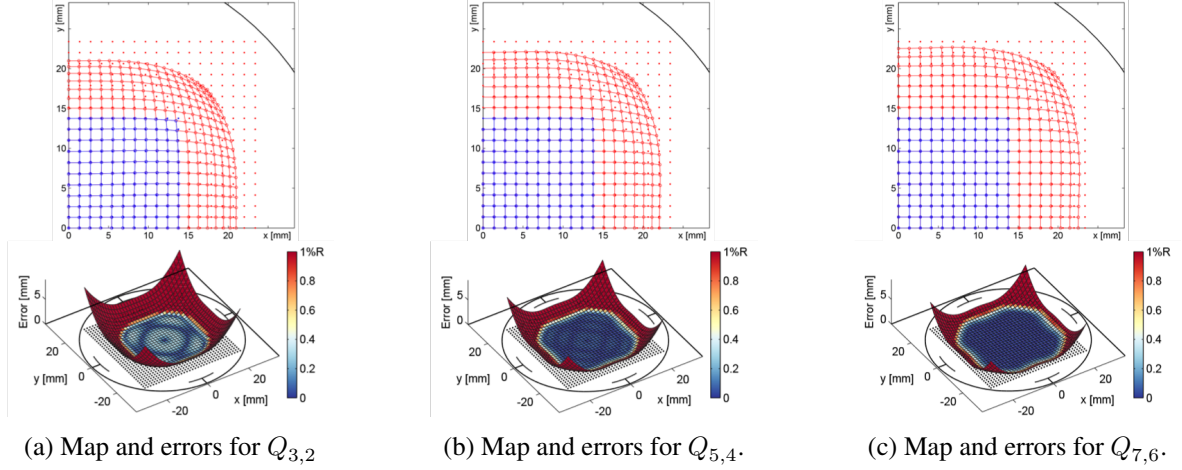 y [mm]
20
15
10
5
0
0 5 10 15 20 x [mm]
y [mm]
20
15
10
5
0
0 5 10 15 20 x [mm]
y [mm]
20
15
10
5
0
0 5 10 15 20 x [mm]
1%R
0.8
0.6
0.4
0.2
0
Error [mm]
5
0
20
0
-20
y [mm]
-20
0
20
x [mm]
1%R
0.8
0.6
0.4
0.2
0
Error [mm]
5
0
20
0
-20
y [mm]
-20
0
20
x [mm]
1%R
0.8
0.6
0.4
0.2
0
Error [mm]
5
0
20
0
-20
y [mm]
-20
0
20
x [mm]
(a) Map and errors for Q3,2
(b) Map and errors for Q5,4.
(c) Map and errors for Q7,6.